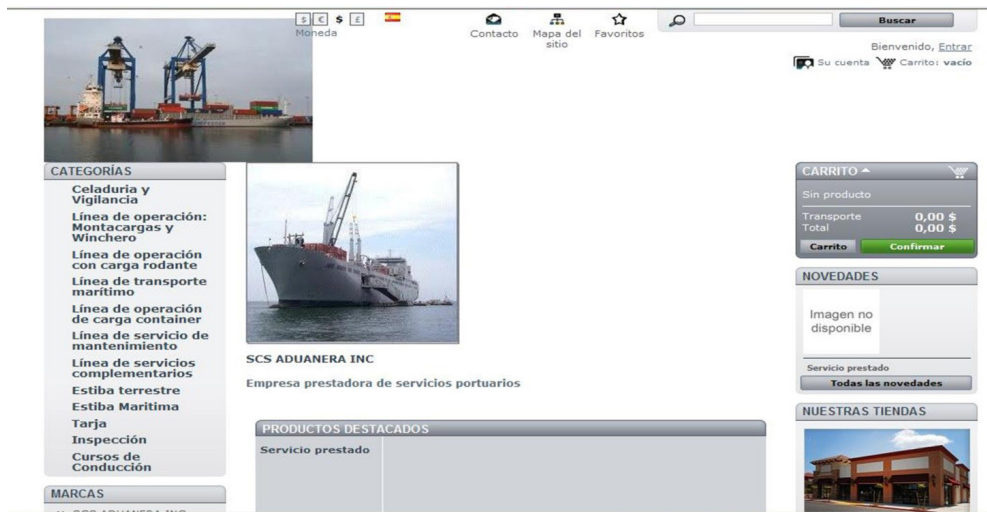 $ € $ £
Moneda
Contacto
Mapa del
sitio
Favoritos
Buscar
Bienvenido, Entrar
Su cuenta Carrito: vacío
CATEGORÍAS
Celaduria y
Vigilancia
Línea de operación:
Montacargas y
Winchero
Línea de operación
con carga rodante
Línea de transporte
marítimo
Línea de operación
de carga container
Línea de servicio de
mantenimiento
Línea de servicios
complementarios
Estiba terrestre
Estiba Maritima
Tarja
Inspección
Cursos de
Conducción
MARCAS
SCS ADUANERA INC
SCS ADUANERA INC
Empresa prestadora de servicios portuarios
PRODUCTOS DESTACADOS
Servicio prestado
CARRITO
Sin producto
Transporte 0,00 $
Total 0,00 $
Carrito Confirmar
NOVEDADES
Imagen no
disponible
Servicio prestado
Todas las novedades
NUESTRAS TIENDAS